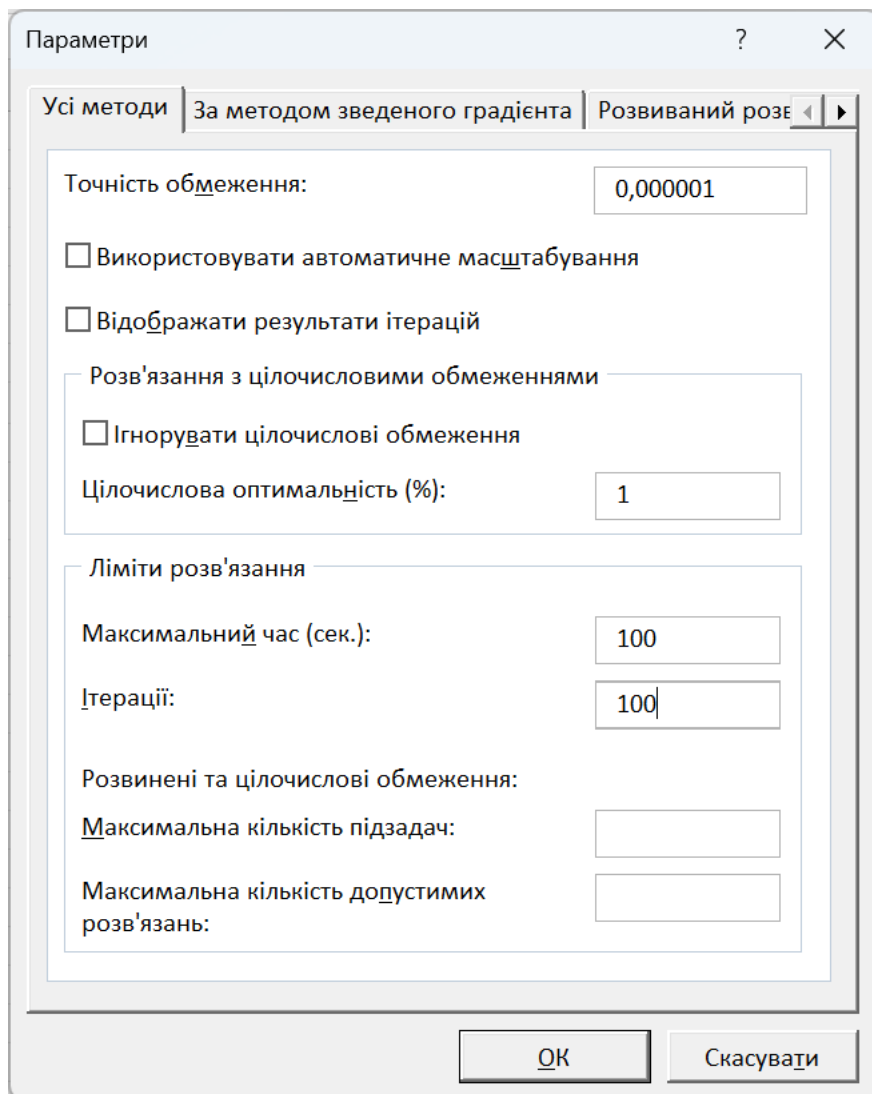 Параметри ?
Усі методи За методом зведеного градієнта Розвиваний розв
Точність обмеження: 0,000001
Використовувати автоматичне масштабування
Відображати результати ітерацій
Розв'язання з цілочисловими обмеженнями
Ігнорувати цілочислові обмеження
Цілочислова оптимальність (%): 1
Ліміти розв'язання
Максимальний час (сек.): 100
Ітерації: 100
Розвинені та цілочислові обмеження:
Максимальна кількість підзадач:
Максимальна кількість допустимих
розв'язань:
ОК Скасувати